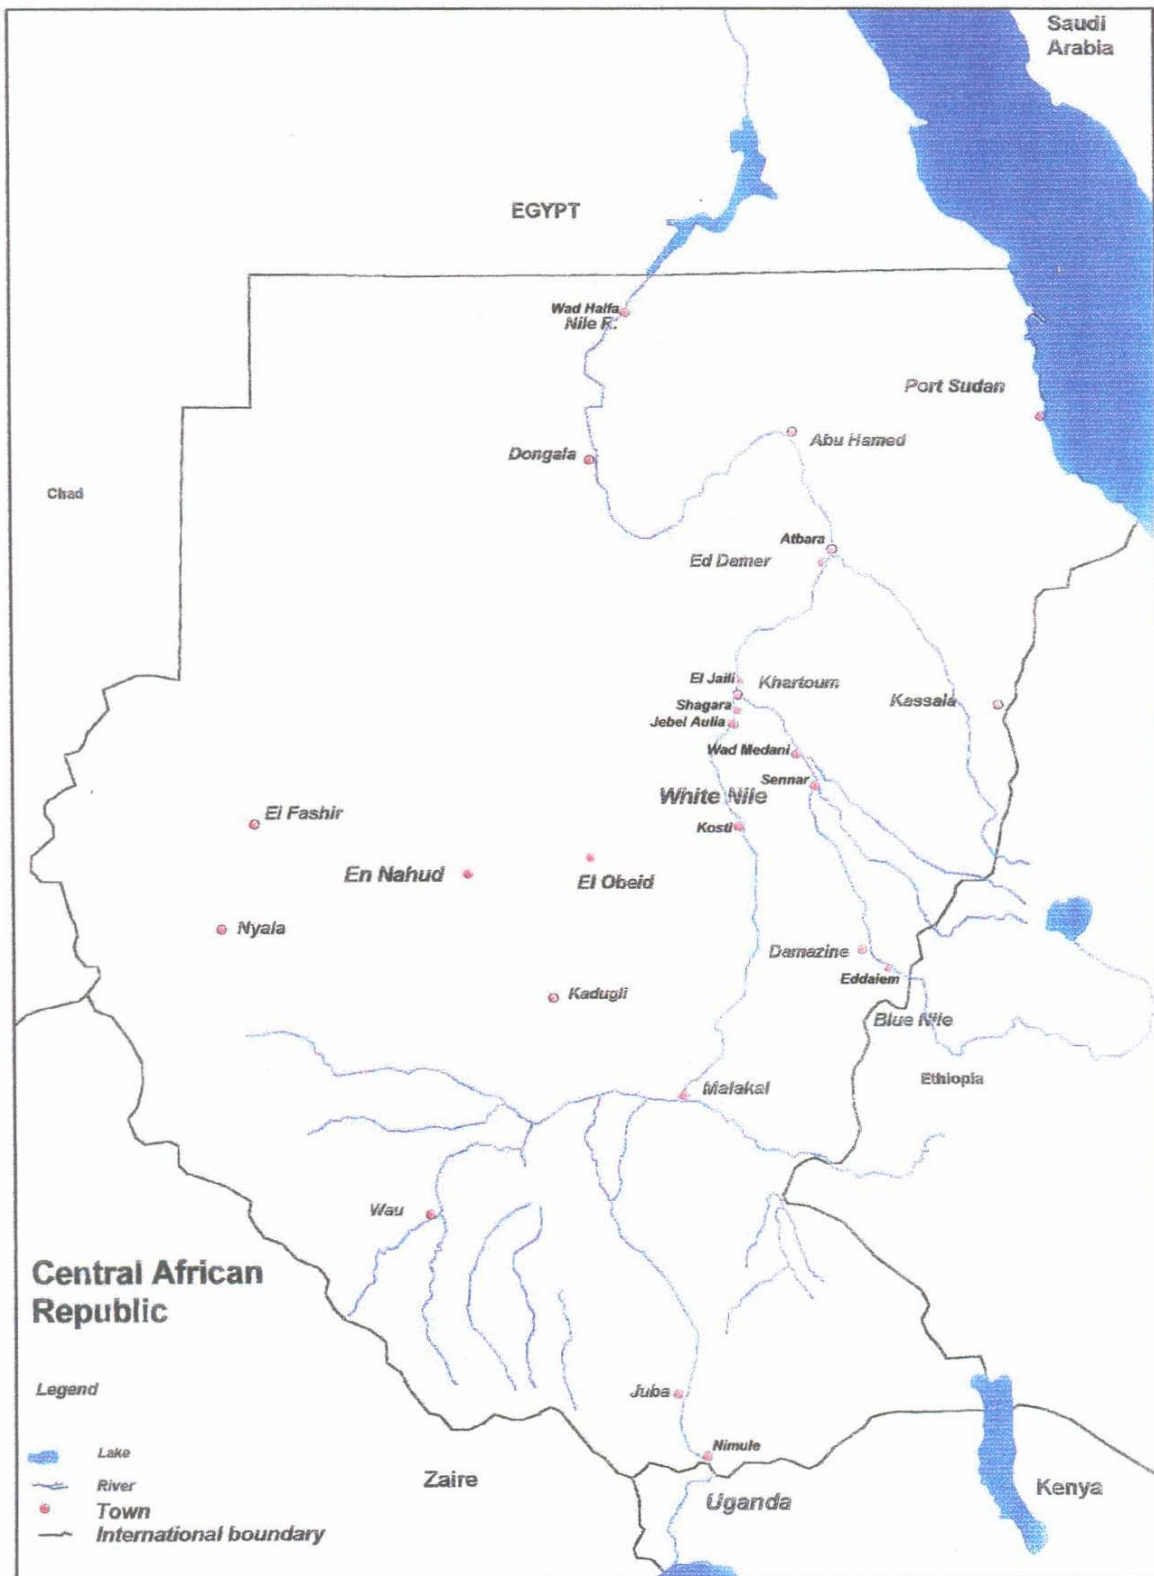 Saudi
Arabia
EGYPT
Wad Halfa
Nile R.
Port Sudan
Abu Hamed
Dongala
Chad
Atbara
Ed Damer
El Jaili
Khartoum
Shagara
Kassala
Jebel Aulia
Wad Medani
Sennar
White Nile
El Fashir
Kosti
En Nahud
El Obeid
Nyala
Damazine
Eddaiem
Kadugli
Blue Nile
Ethiopia
Malakal
Wau
Central African
Republic
Legend
Juba
Nimule
Lake
Zaire
River
Kenya
Uganda
Town
International boundary